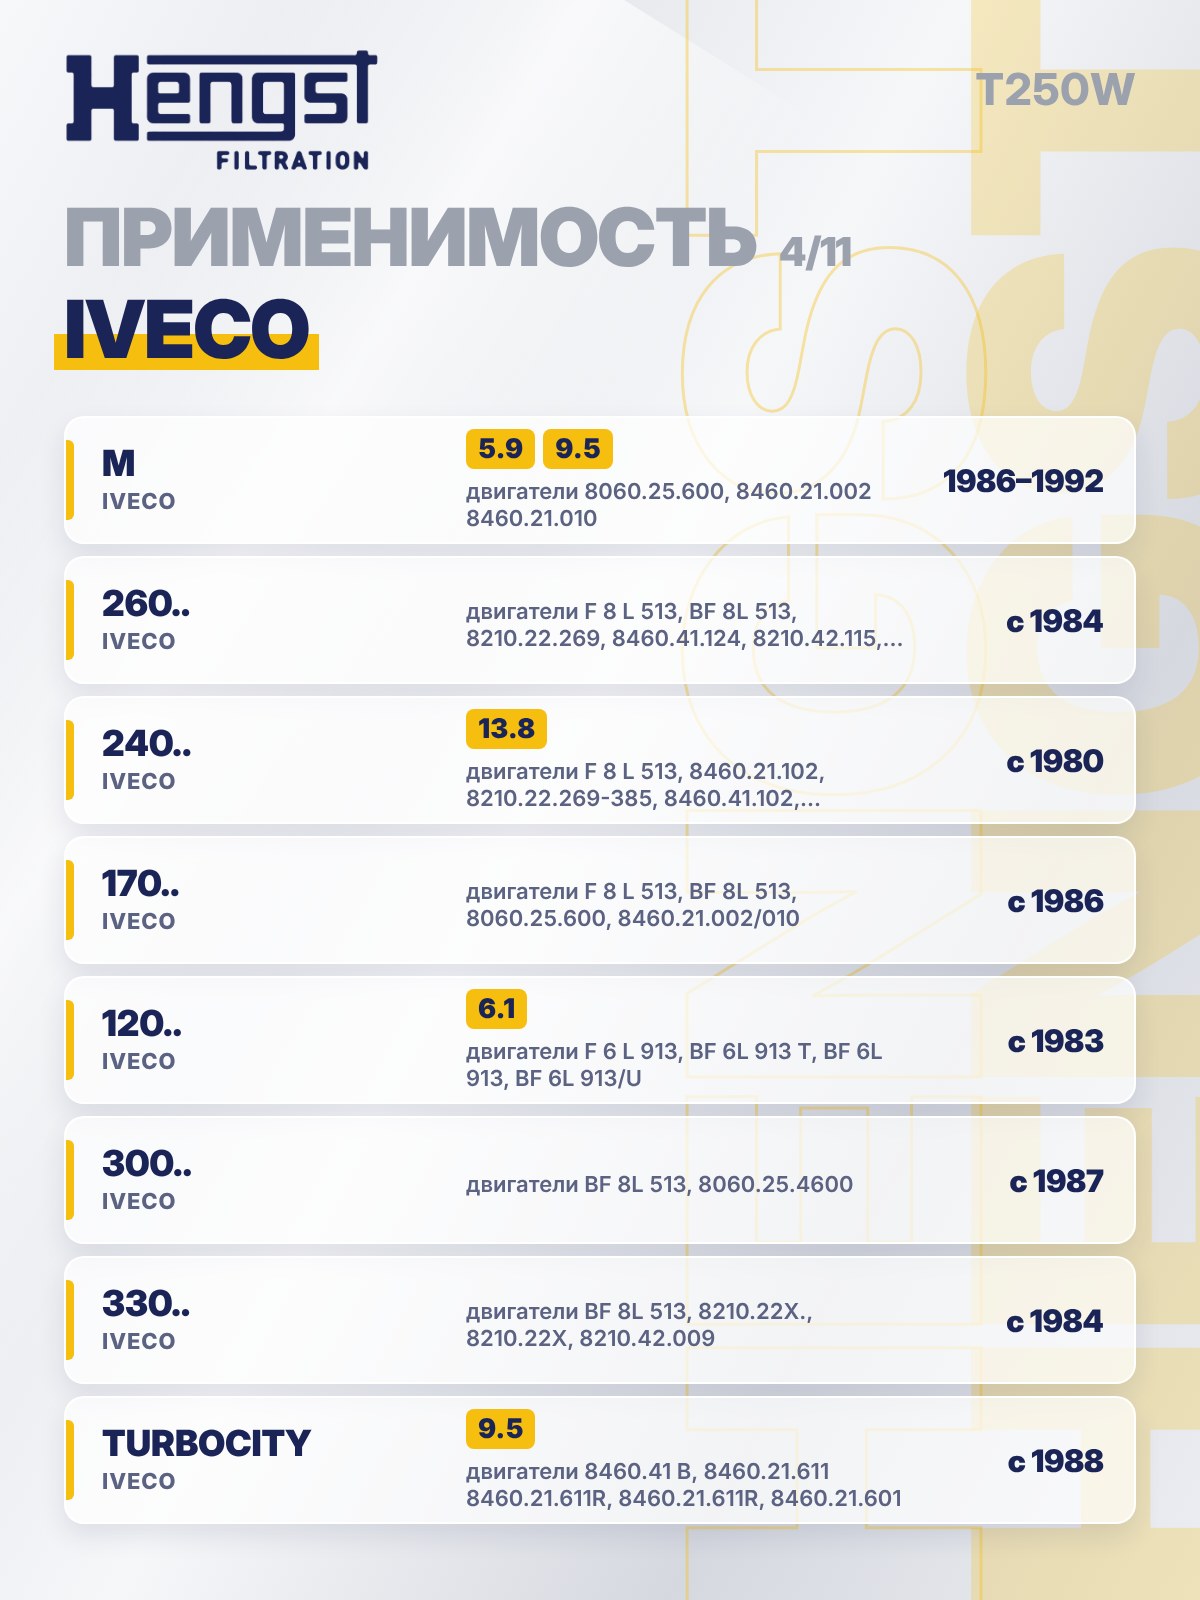 Hengst
FILTRATION
T250W
ПРИМЕНИМОСТЬ 4/11
IVECO
M
IVECO
5.9 9.5
двигатели 8060.25.600, 8460.21.002
8460.21.010
1986–1992
260..
IVECO
двигатели F 8 L 513, BF 8L 513,
8210.22.269, 8460.41.124, 8210.42.115,...
с 1984
240..
IVECO
13.8
двигатели F 8 L 513, 8460.21.102,
8210.22.269-385, 8460.41.102,...
с 1980
170..
IVECO
двигатели F 8 L 513, BF 8L 513,
8060.25.600, 8460.21.002/010
с 1986
120..
IVECO
6.1
двигатели F 6 L 913, BF 6L 913 T, BF 6L
913, BF 6L 913/U
с 1983
300..
IVECO
двигатели BF 8L 513, 8060.25.4600
с 1987
330..
IVECO
двигатели BF 8L 513, 8210.22X.,
8210.22X, 8210.42.009
с 1984
TURBOCITY
IVECO
9.5
двигатели 8460.41 B, 8460.21.611
8460.21.611R, 8460.21.611R, 8460.21.601
с 1988
HENGST
HENGST